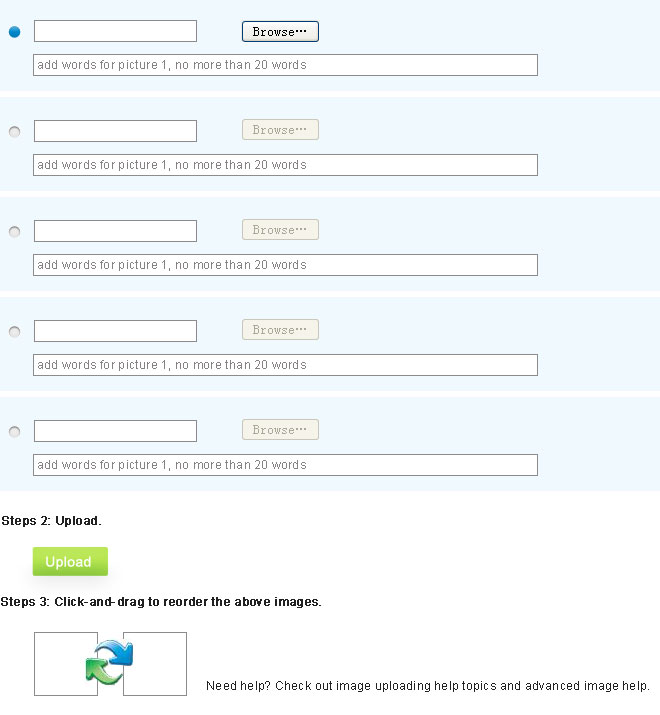 Browse···
add words for picture 1, no more than 20 words
Browse···
add words for picture 1, no more than 20 words
Browse···
add words for picture 1, no more than 20 words
Browse···
add words for picture 1, no more than 20 words
Browse···
add words for picture 1, no more than 20 words
Steps 2: Upload.
Upload
Steps 3: Click-and-drag to reorder the above images.
Need help? Check out image uploading help topics and advanced image help.